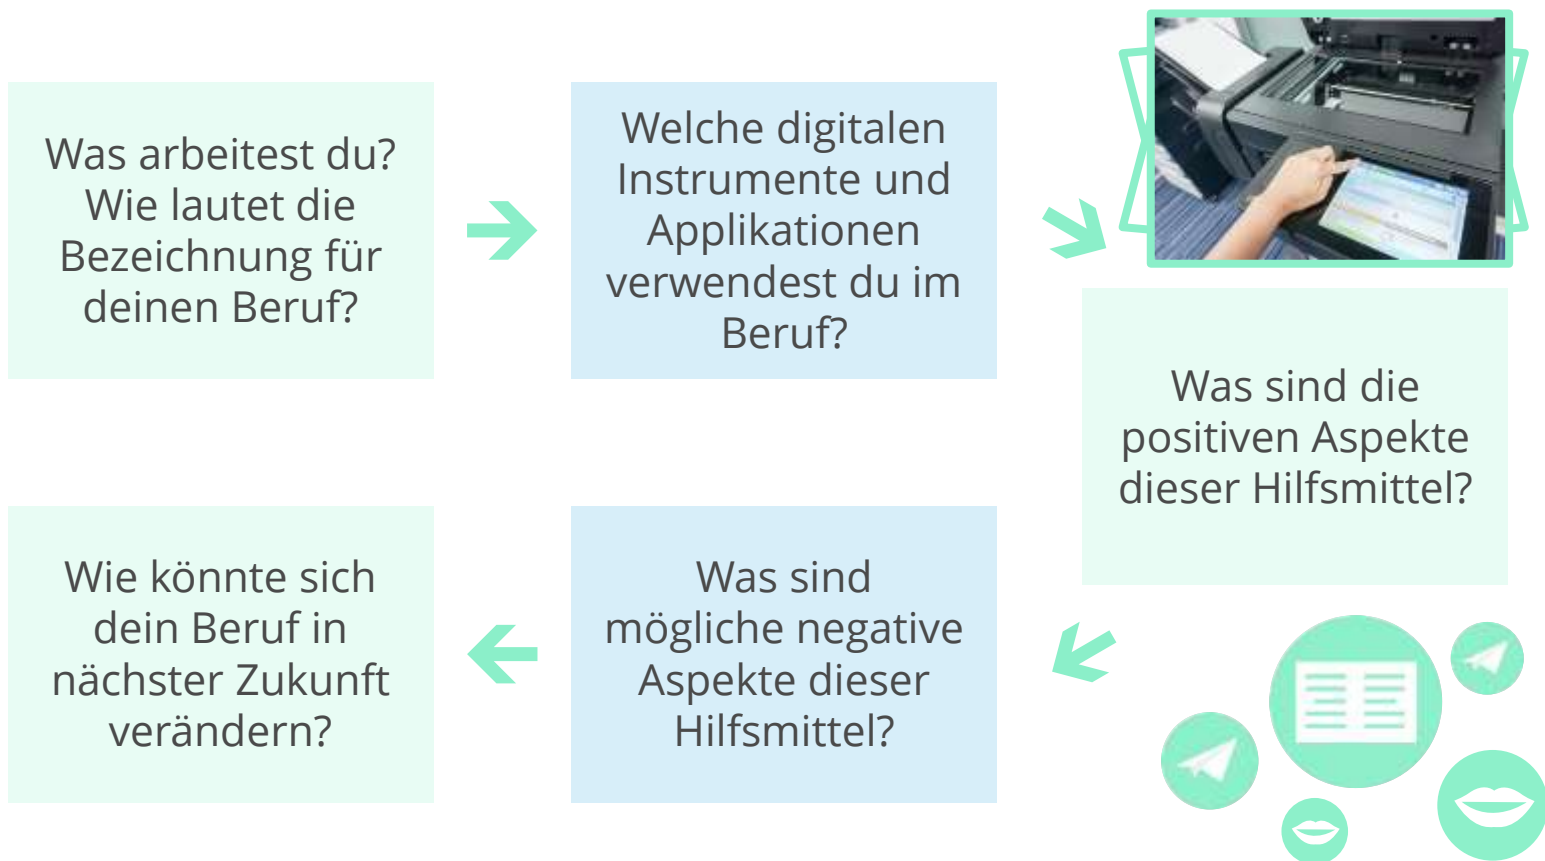 Was arbeitest du?
Wie lautet die
Bezeichnung für
deinen Beruf?
Welche digitalen
Instrumente und
Applikationen
verwendest du im
Beruf?
Was sind die
positiven Aspekte
dieser Hilfsmittel?
Was sind
mögliche negative
Aspekte dieser
Hilfsmittel?
Wie könnte sich
dein Beruf in
nächster Zukunft
verändern?